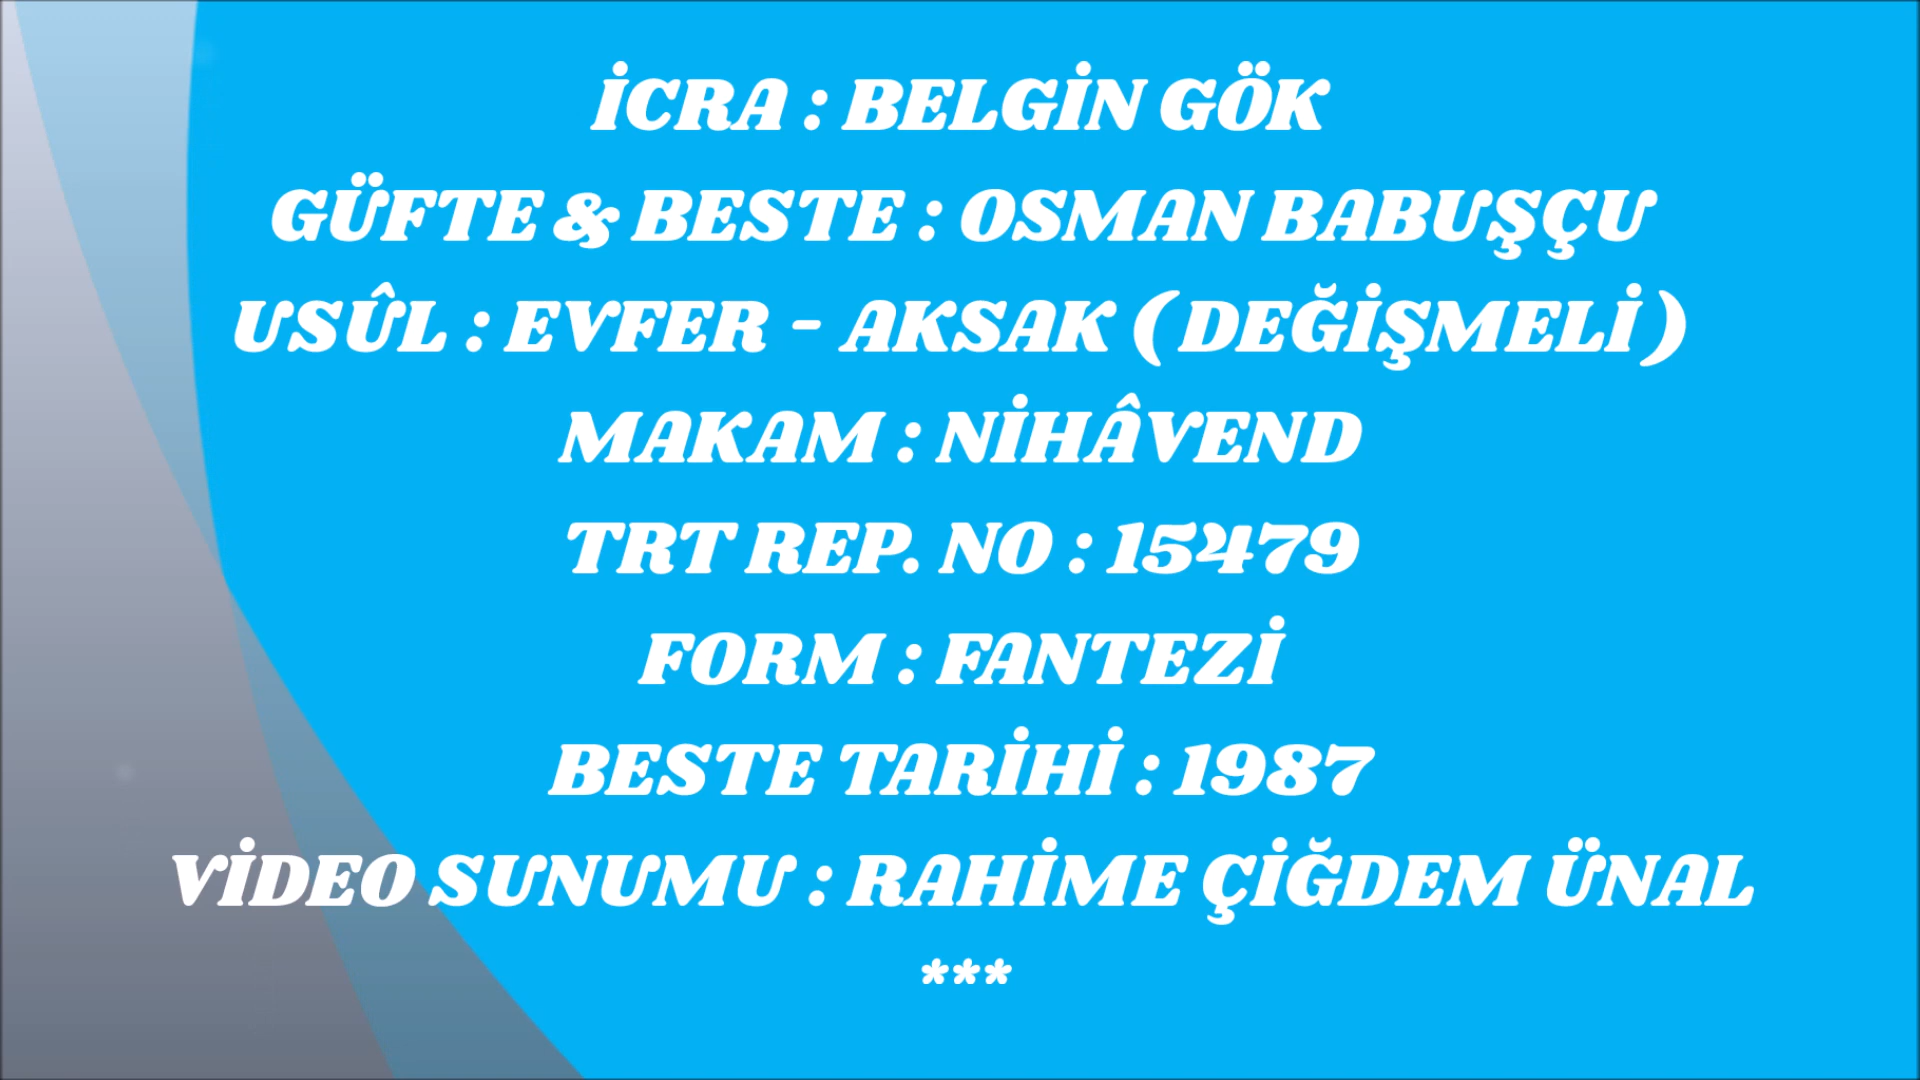 İCRA : BELGİN GÖK
GÜFTE & BESTE : OSMAN BABUŞÇU
USÛL : EVFER - AKSAK ( DEĞİŞMELİ )
MAKAM : NİHÂVEND
TRT REP. NO : 15479
FORM : FANTEZİ
BESTE TARİHİ : 1987
VİDEO SUNUMU : RAHİME ÇİĞDEM ÜNAL
***